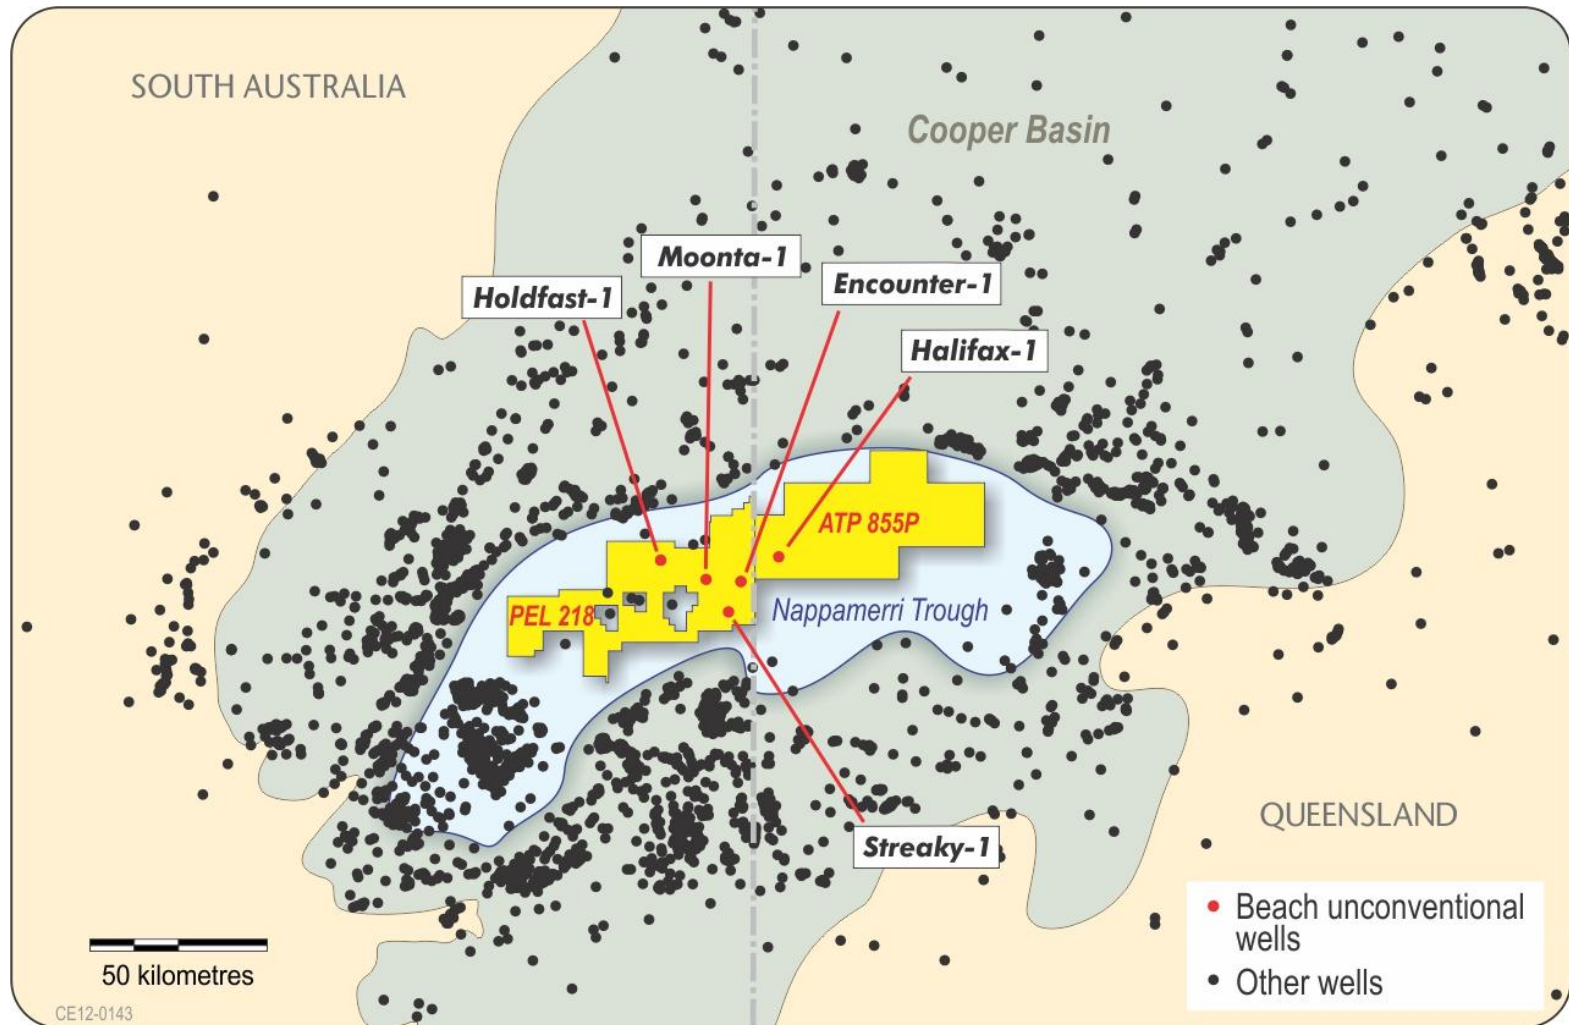 SOUTH AUSTRALIA
Cooper Basin
Moonta-1
Encounter-1
Holdfast-1
Halifax-1
ATP 855P
PEL 218
Nappamerri Trough
QUEENSLAND
Streaky-1
Beach unconventional
wells
Other wells
50 kilometres
CE12-0143